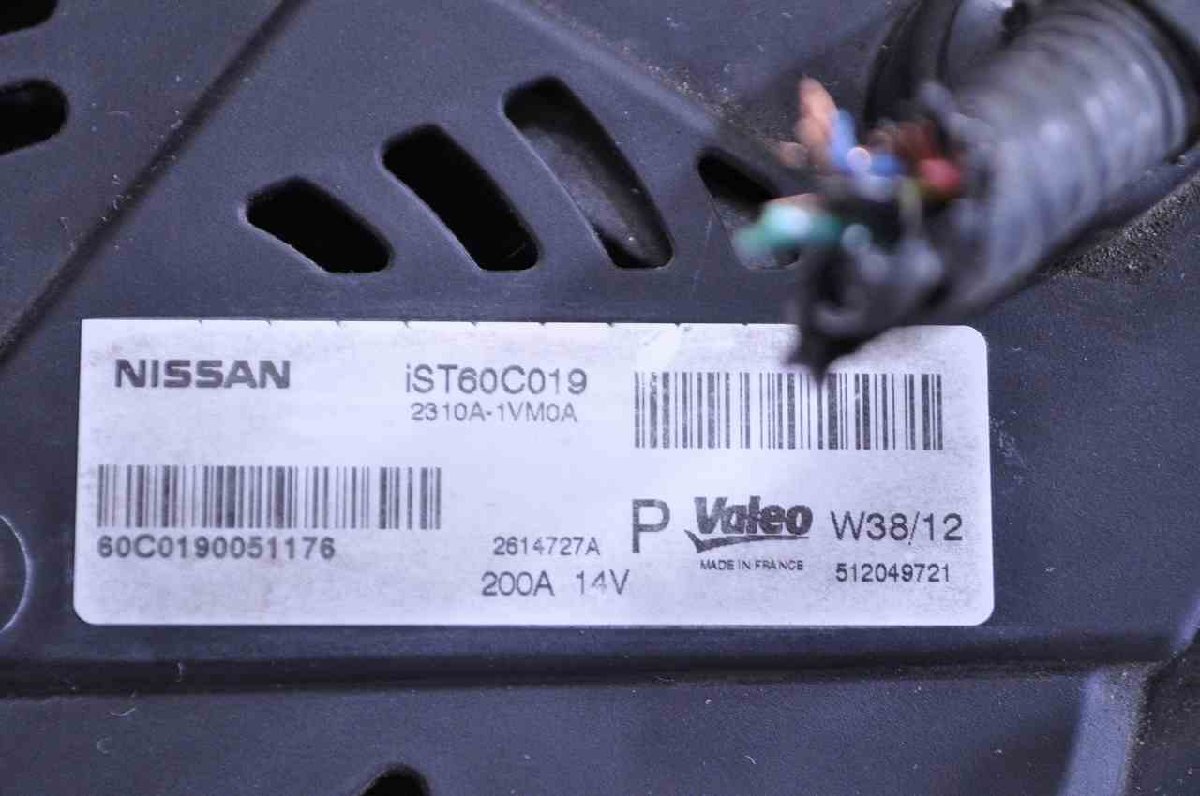 NISSAN
iST60C019
2310A-1VM0A
60C0190051176
2614727A
200A 14V
P
Valeo
MADE IN FRANCE
W38/12
512049721